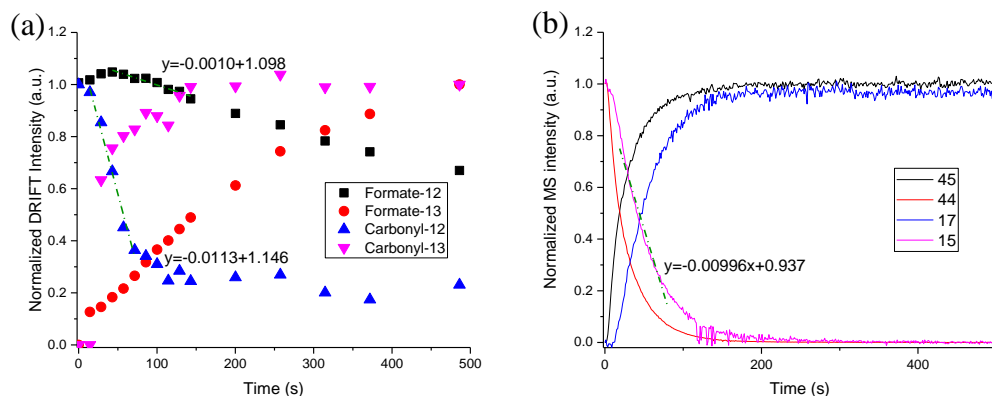 (a)
Normalized DRIFT Intensity (a.u.)
1.2
1.0
0.8
0.6
0.4
0.2
0.0
y=-0.0010+1.098
y=-0.0113+1.146
Formate-12
Formate-13
Carbonyl-12
Carbonyl-13
0 100 200 300 400 500
Time (s)
(b)
Normalized MS intensity (a.u.)
1.2
1.0
0.8
0.6
0.4
0.2
0.0
45
44
17
15
y=-0.00996x+0.937
0 200 400
Time (s)